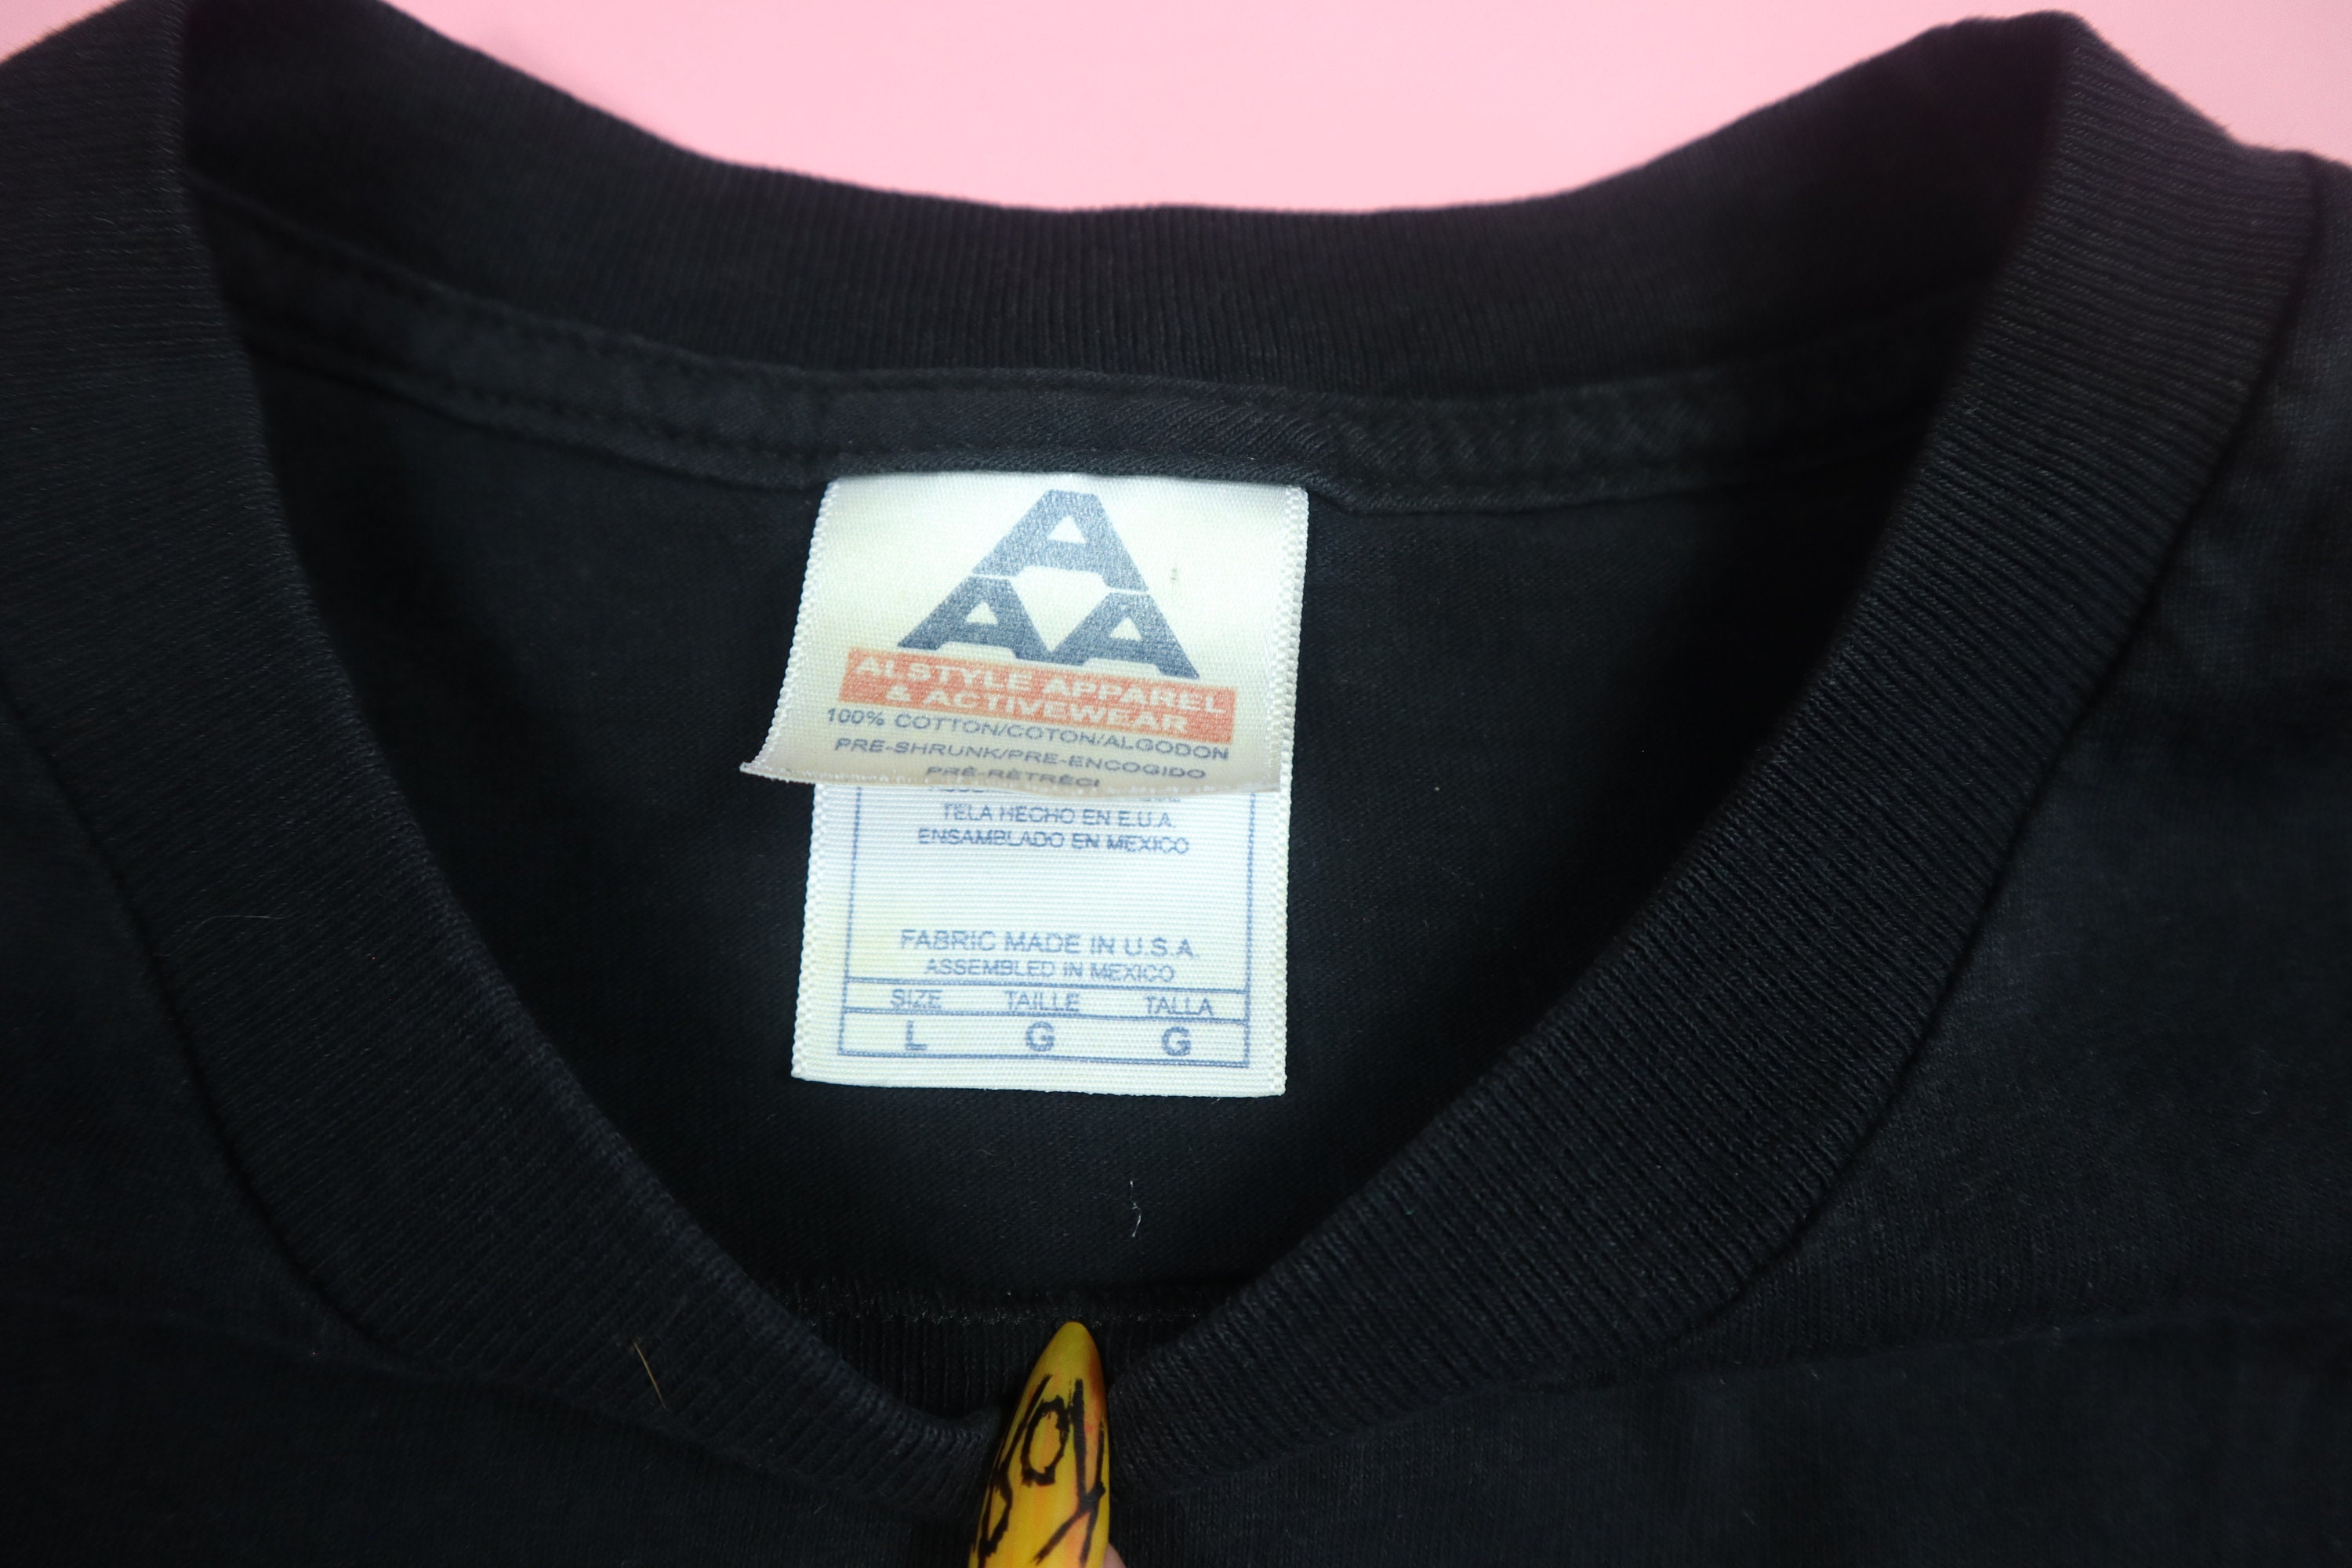 A
A A
ALSTYLE APPAREL
& ACTIVEWEAR
100% COTTON/COTON/ALGODON
PRE-SHRUNK/PRE-ENCOGIDO
PRÉ-RÉTRÉCI
TELA HECHO EN E.U.A.
ENSAMBLADO EN MEXICO
FABRIC MADE IN U.S.A.
ASSEMBLED IN MEXICO
SIZE TAILLE TALLA
L G G